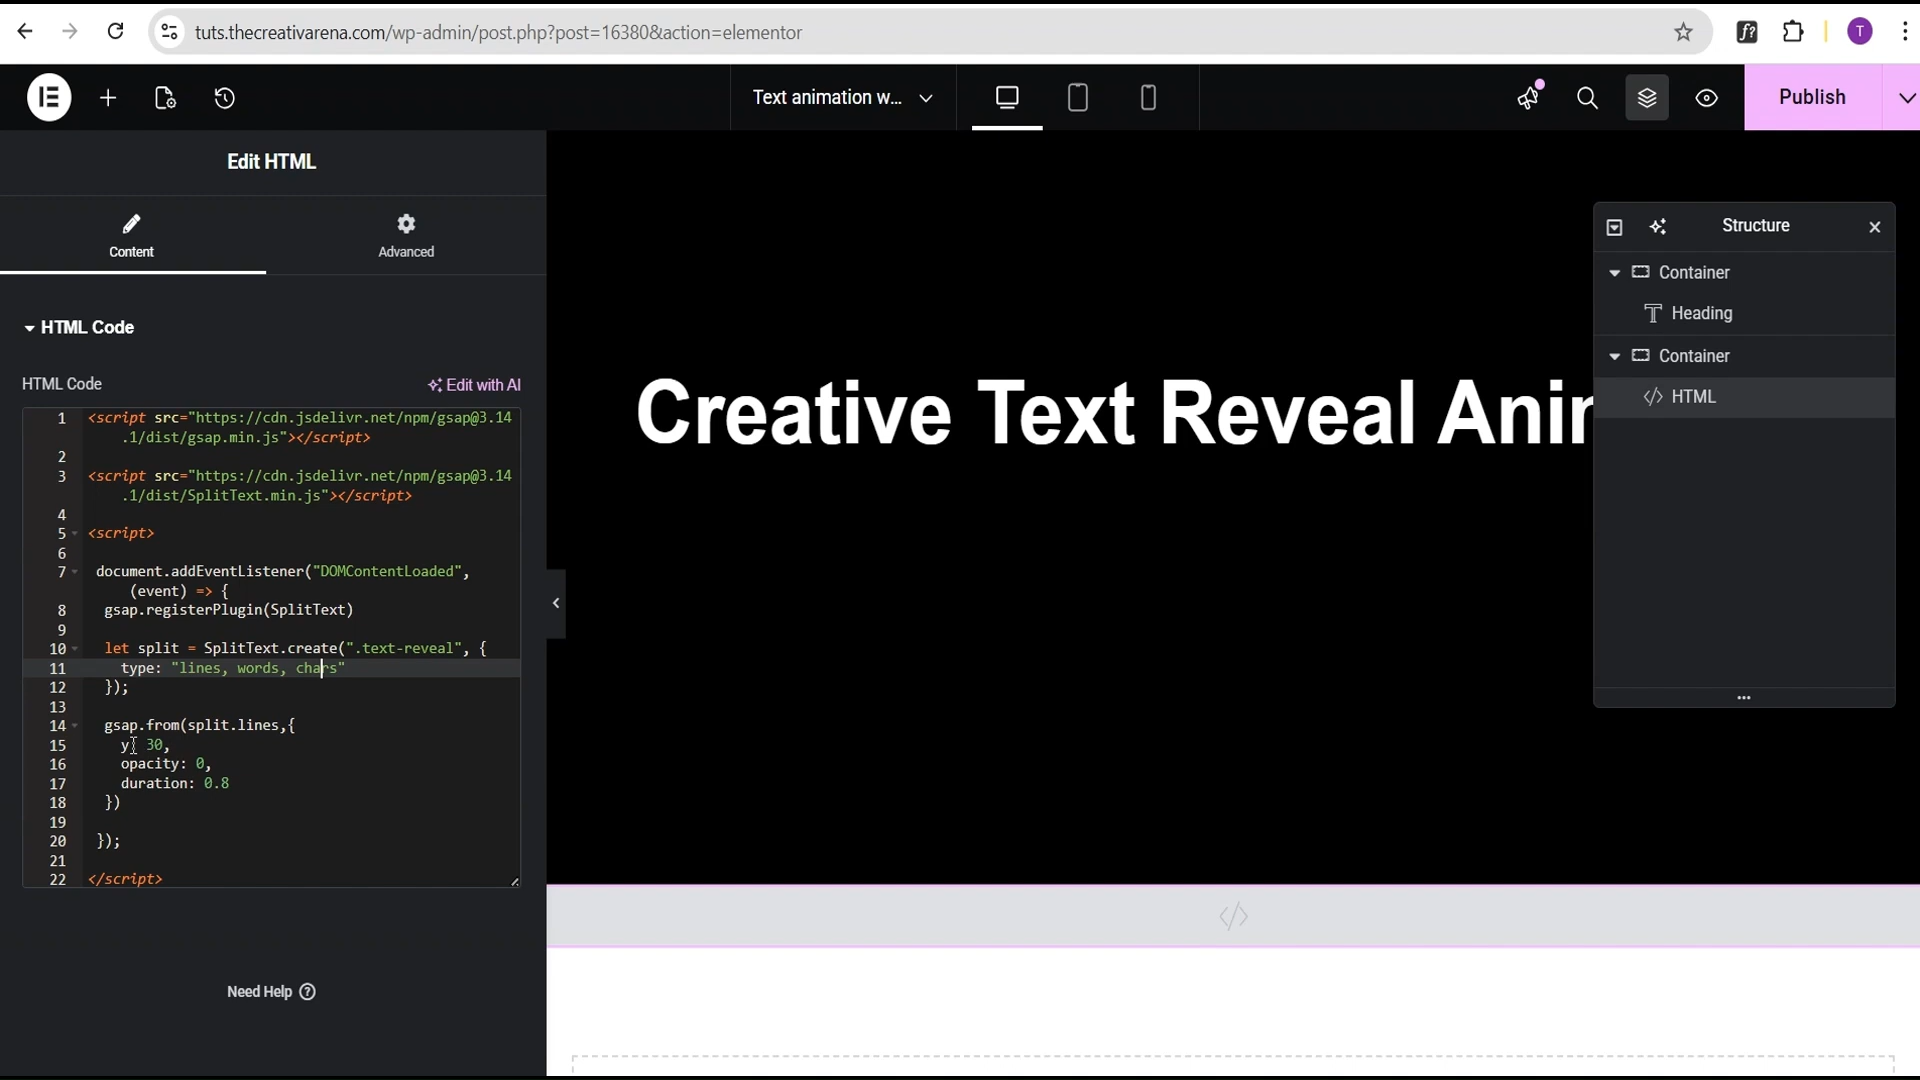 tuts.thecreativarena.com/wp-admin/post.php?post=16380&action=elementor
f?
T
Text animation w...
Publish
Edit HTML
Content
Advanced
HTML Code
HTML Code
Edit with AI
1 <script src="https://cdn.jsdelivr.net/npm/gsap@3.14
.1/dist/gsap.min.js"></script>
2
3 <script src="https://cdn.jsdelivr.net/npm/gsap@3.14
.1/dist/SplitText.min.js"></script>
4
5 <script>
6
7 document.addEventListener("DOMContentLoaded",
(event) => {
8 gsap.registerPlugin(SplitText)
9
10 let split = SplitText.create(".text-reveal", {
11 type: "lines, words, chars"
12 });
13
14 gsap.from(split.lines,{
15 y: 30,
16 opacity: 0,
17 duration: 0.8
18 })
19
20 });
21
22 </script>
Need Help ?
Creative Text Reveal Anim
Structure
Container
Heading
Container
</> HTML
...
</>